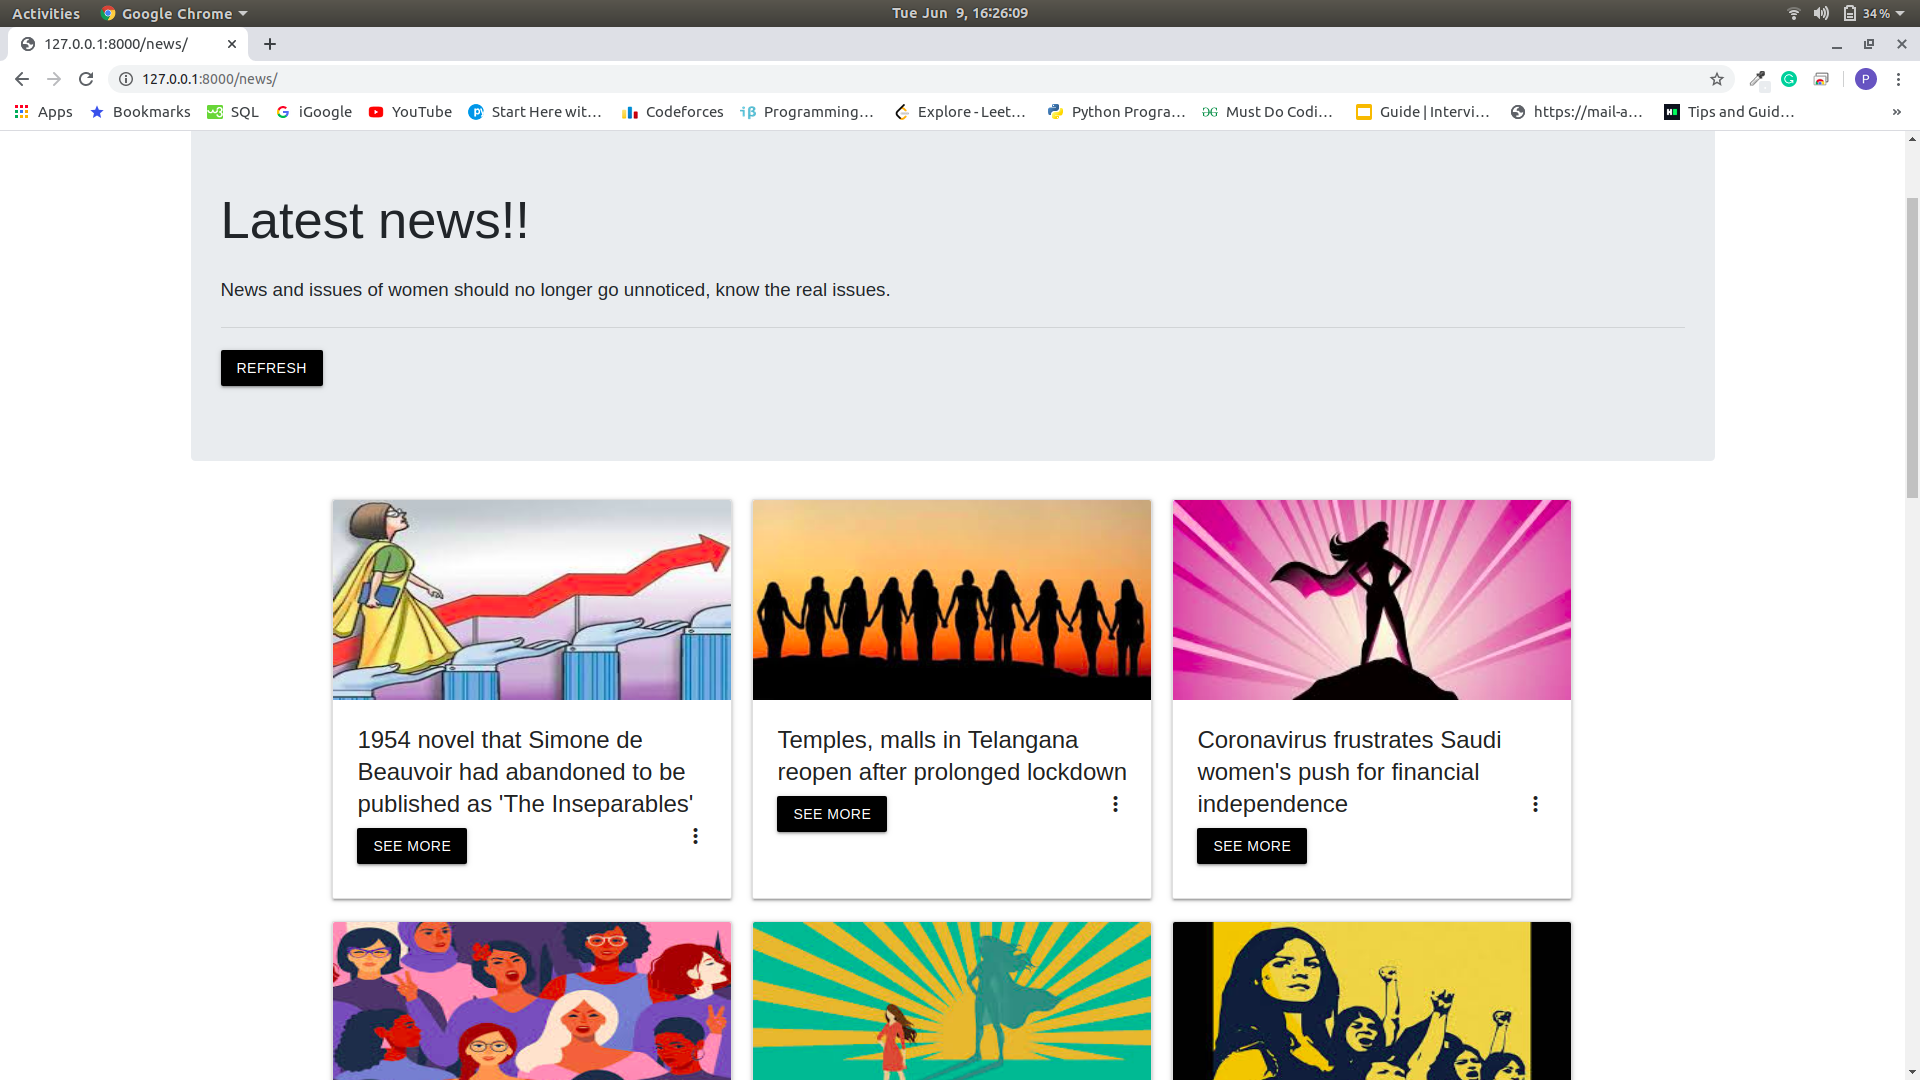 Activities
Google Chrome
Tue Jun 9, 16:26:09
34%
127.0.0.1:8000/news/
127.0.0.1:8000/news/
P
Apps
Bookmarks
SQL
iGoogle
YouTube
Start Here wit...
Codeforces
Programming...
Explore - Leet...
Python Progra...
Must Do Codi...
Guide | Intervi...
https://mail-a...
Tips and Guid...
»
Latest news!!
News and issues of women should no longer go unnoticed, know the real issues.
REFRESH
1954 novel that Simone de
Beauvoir had abandoned to be
published as 'The Inseparables'
SEE MORE
Temples, malls in Telangana
reopen after prolonged lockdown
SEE MORE
Coronavirus frustrates Saudi
women's push for financial
independence
SEE MORE